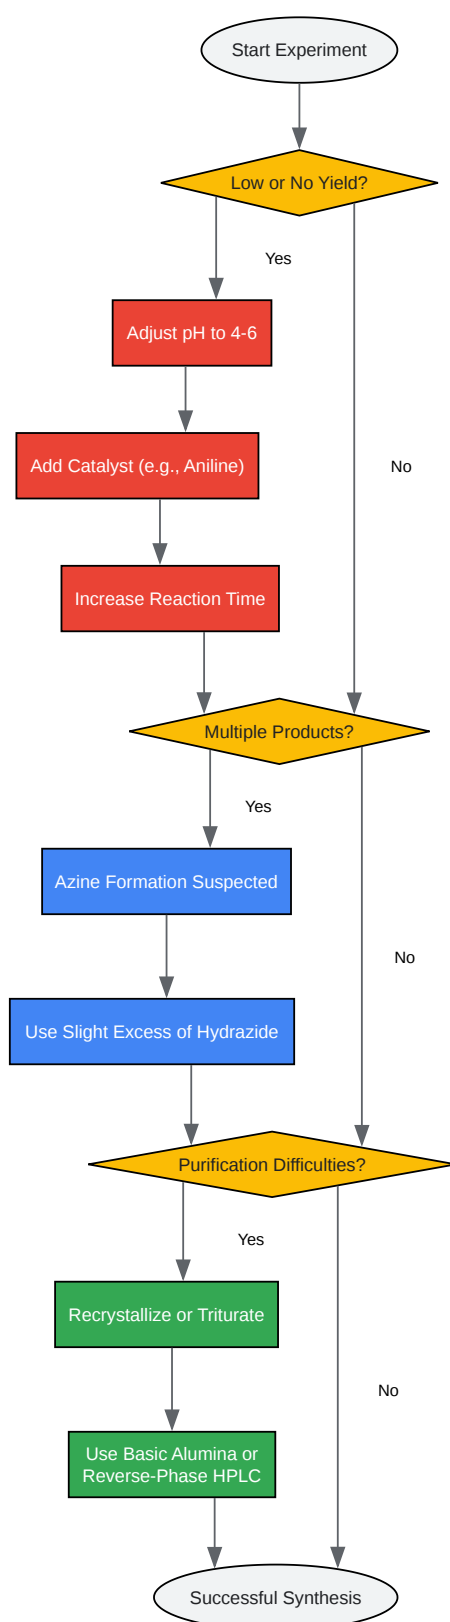 Start Experiment
Low or No Yield?
Yes
Adjust pH to 4-6
Add Catalyst (e.g., Aniline)
No
Increase Reaction Time
Multiple Products?
Yes
Azine Formation Suspected
No
Use Slight Excess of Hydrazide
Purification Difficulties?
Yes
Recrystallize or Triturate
No
Use Basic Alumina or
Reverse-Phase HPLC
Successful Synthesis